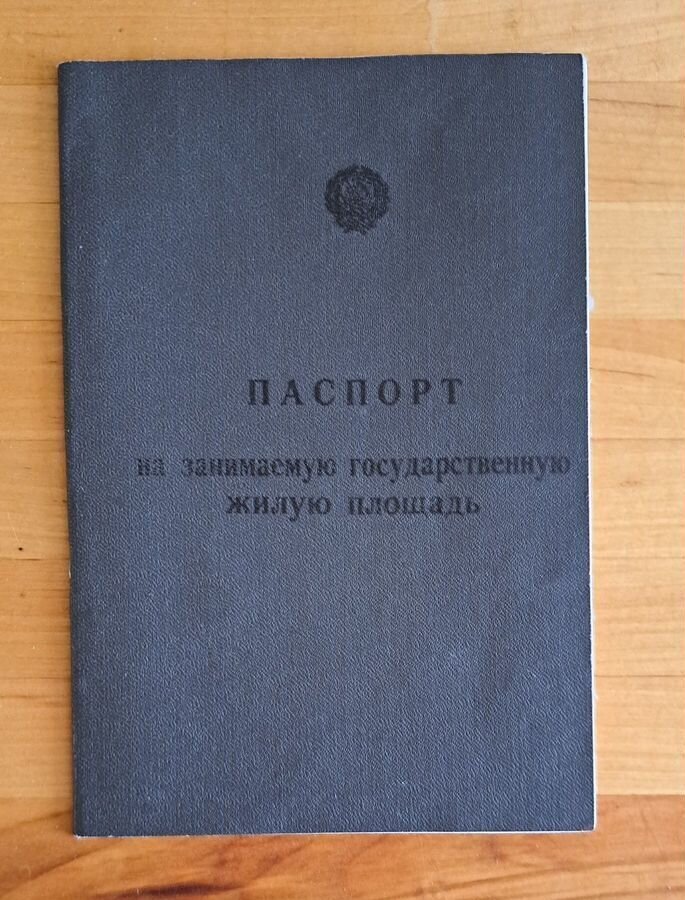 ПАСПОРТ
на занимаемую государственную
жилую площадь